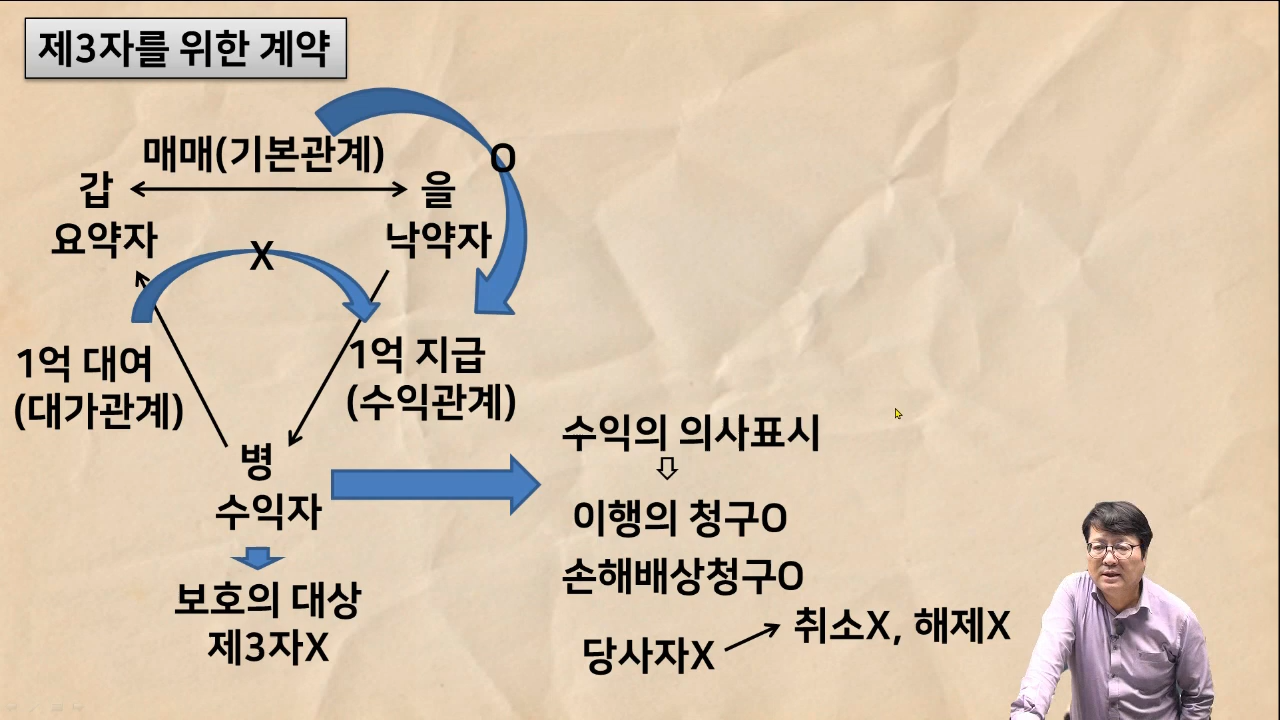 제3자를 위한 계약
매매(기본관계)
O
갑
을
요약자
낙약자
X
1억 대여
(대가관계)
1억 지급
(수익관계)
병
수익자
보호의 대상
제3자X
수익의 의사표시
이행의 청구O
손해배상청구O
당사자X
취소X, 해제X